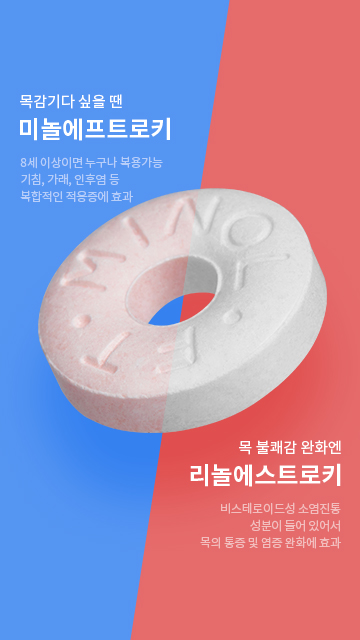 목감기다 싶을 땐
미놀에프트로키
8세 이상이면 누구나 복용가능
기침, 가래, 인후염 등
복합적인 적응증에 효과
MINOL · F T ·
목 불쾌감 완화엔
리놀에스트로키
비스테로이드성 소염진통
성분이 들어 있어서
목의 통증 및 염증 완화에 효과